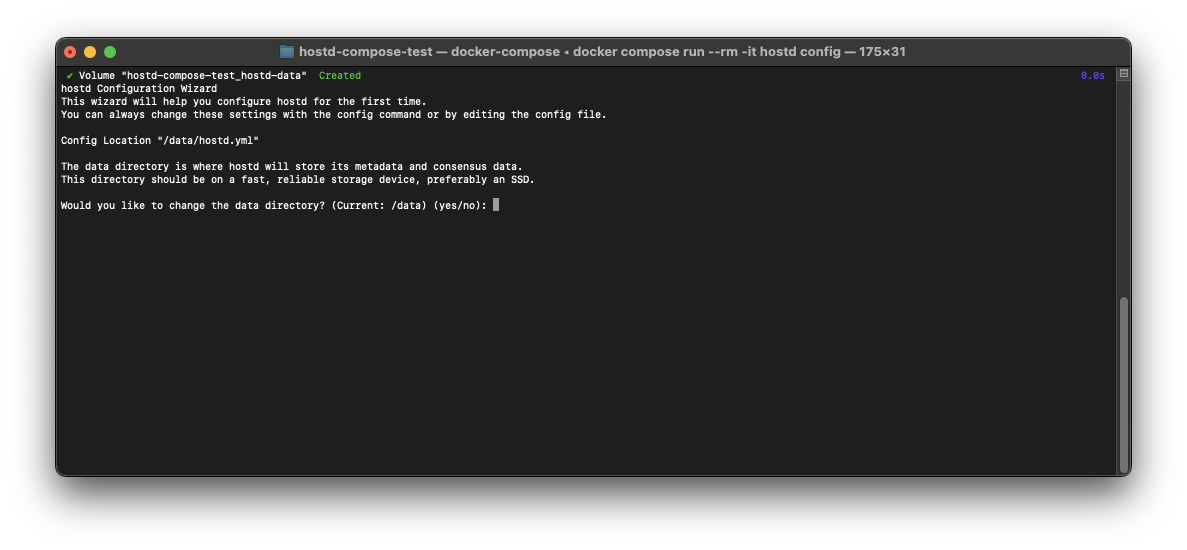 hostd-compose-test — docker-compose ◂ docker compose run --rm -it hostd config — 175×31
✔ Volume "hostd-compose-test_hostd-data"  Created 0.0s
hostd Configuration Wizard
This wizard will help you configure hostd for the first time.
You can always change these settings with the config command or by editing the config file.
Config Location "/data/hostd.yml"
The data directory is where hostd will store its metadata and consensus data.
This directory should be on a fast, reliable storage device, preferably an SSD.
Would you like to change the data directory? (Current: /data) (yes/no):